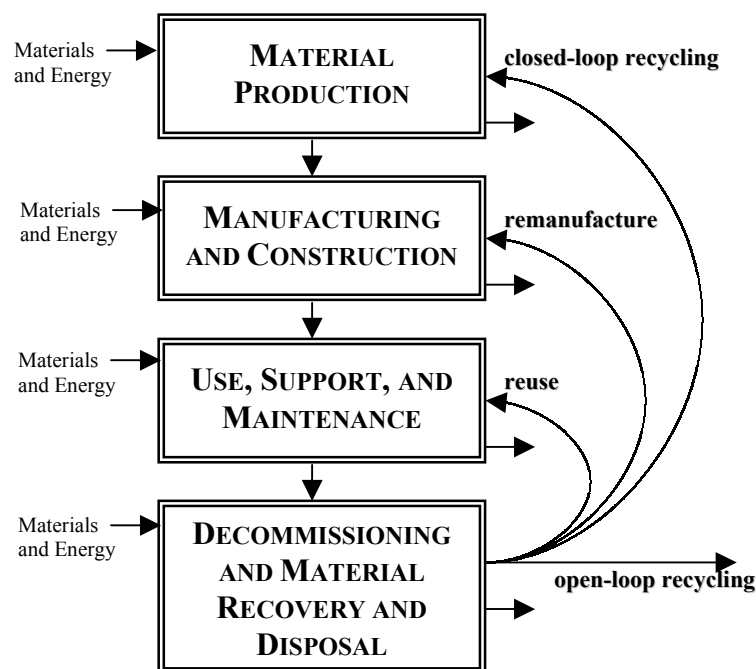 Materials
and Energy
MATERIAL
PRODUCTION
closed-loop recycling
Materials
and Energy
MANUFACTURING
AND CONSTRUCTION
remanufacture
Materials
and Energy
USE, SUPPORT, AND
MAINTENANCE
reuse
Materials
and Energy
DECOMMISSIONING
AND MATERIAL
RECOVERY AND
DISPOSAL
open-loop recycling